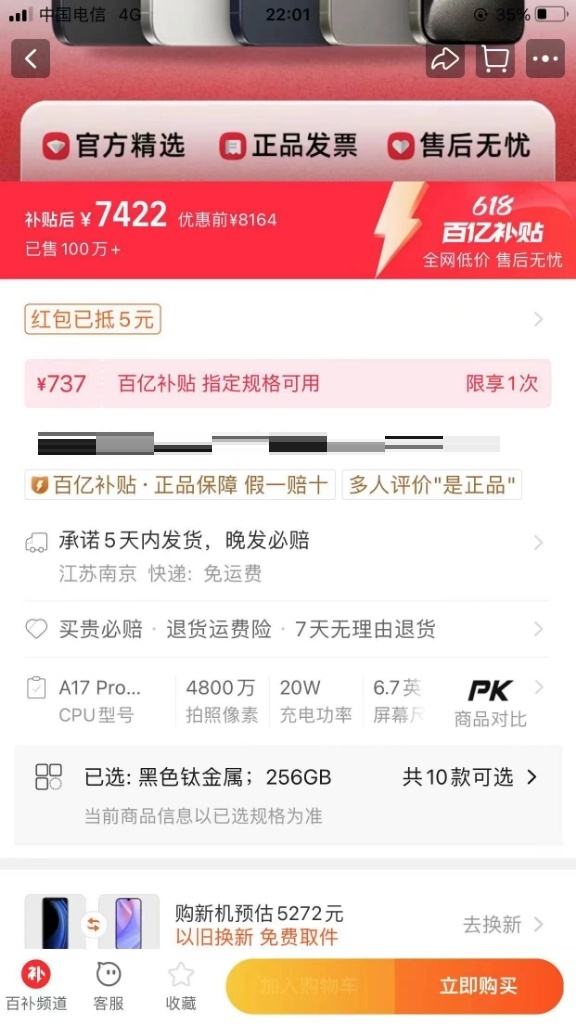 中国电信 4G 22:01 35%
官方精选 正品发票 售后无忧
补贴后 ¥7422 优惠前¥8164
已售100万+
618
百亿补贴
全网低价 售后无忧
红包已抵5元
¥737 百亿补贴 指定规格可用 限享1次
百亿补贴·正品保障 假一赔十 多人评价"是正品"
承诺5天内发货，晚发必赔
江苏南京 快递：免运费
买贵必赔 · 退货运费险 · 7天无理由退货
A17 Pro... 4800万 20W 6.7英 PK
CPU型号 拍照像素 充电功率 屏幕 商品对比
已选: 黑色钛金属；256GB 共10款可选
当前商品信息以已选规格为准
购新机预估5272元
以旧换新 免费取件 去换新
补
百补频道 客服 收藏 加入购物车 立即购买